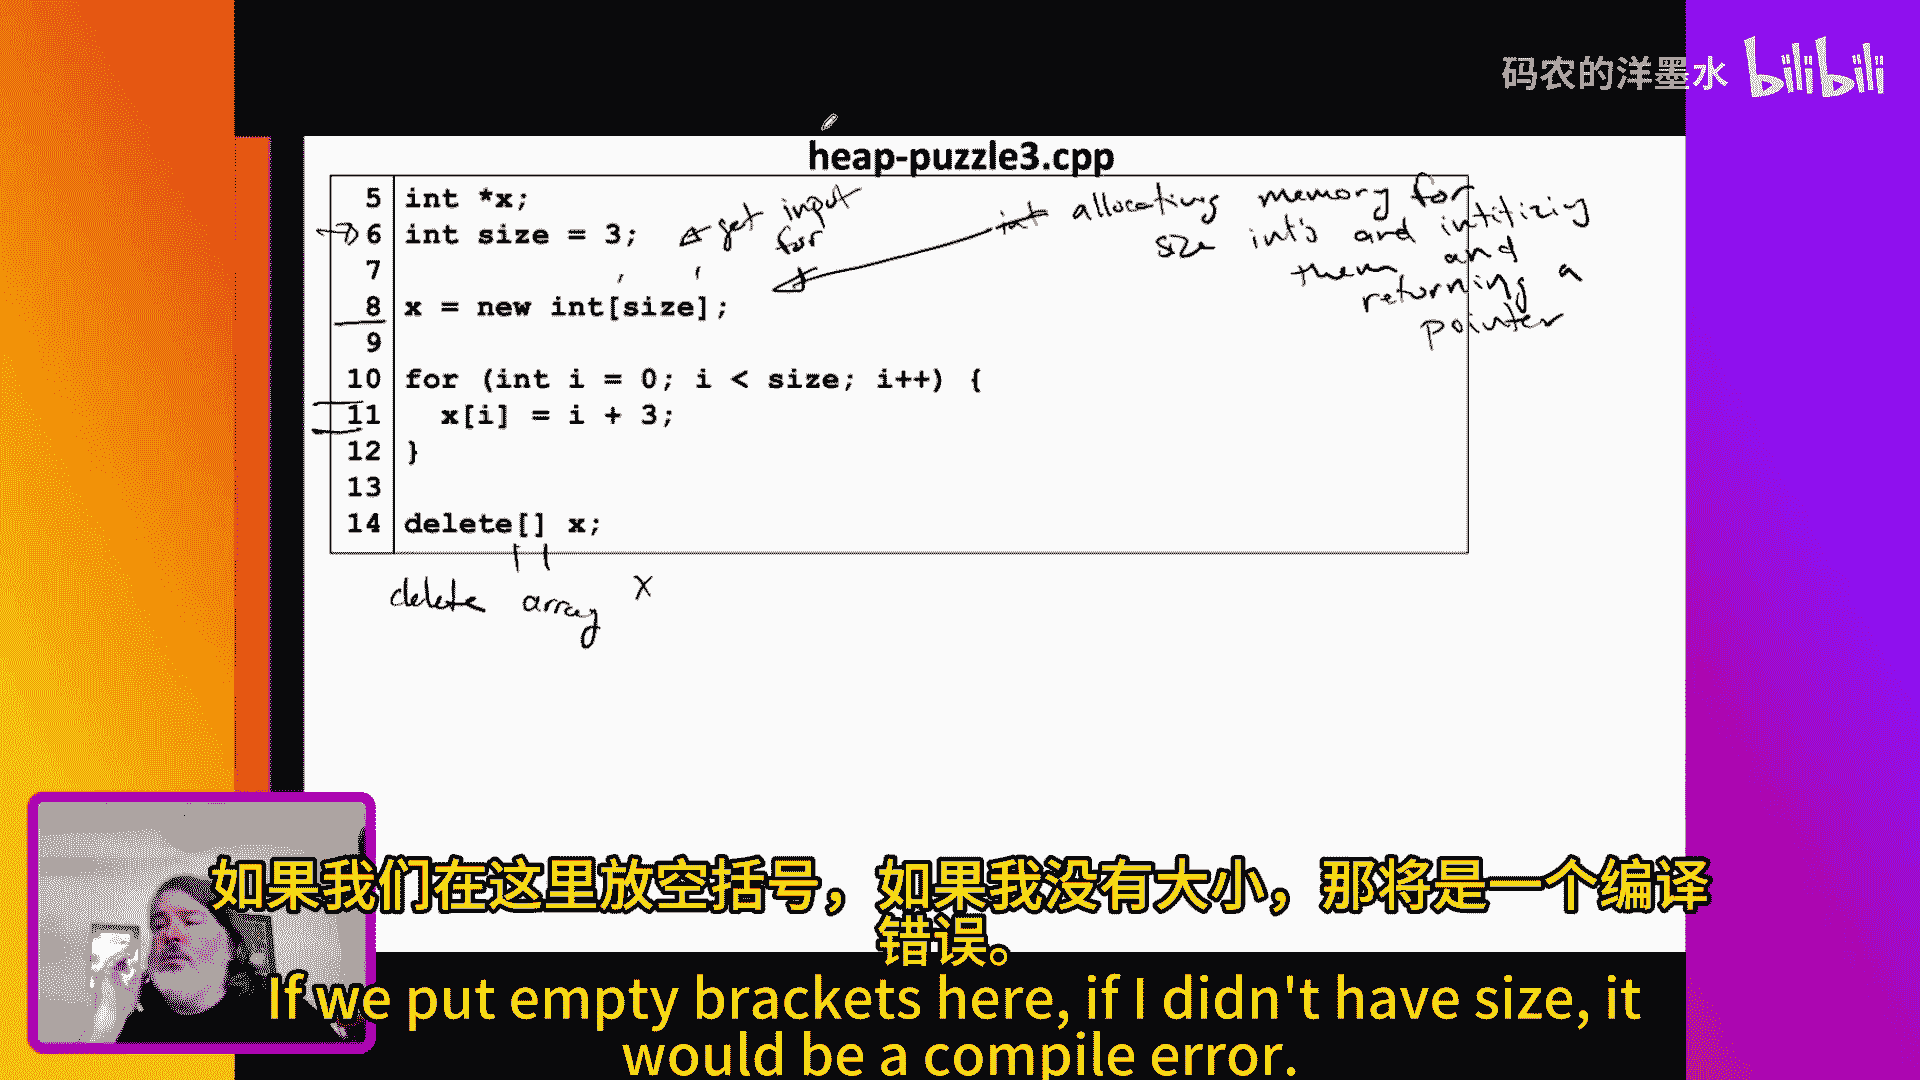 码农的洋墨水 bilibili
heap-puzzle3.cpp
5 int *x;
6 int size = 3;
7
8 x = new int[size];
9
10 for (int i = 0; i < size; i++) {
11 x[i] = i + 3;
12 }
13
14 delete[] x;
get input
for
int allocating memory for
size int's and intitizing
them and
returning a
pointer
delete array x
如果我们在这里放空括号，如果我没有大小，那将是一个编译
错误。
If we put empty brackets here, if I didn't have size, it
would be a compile error.